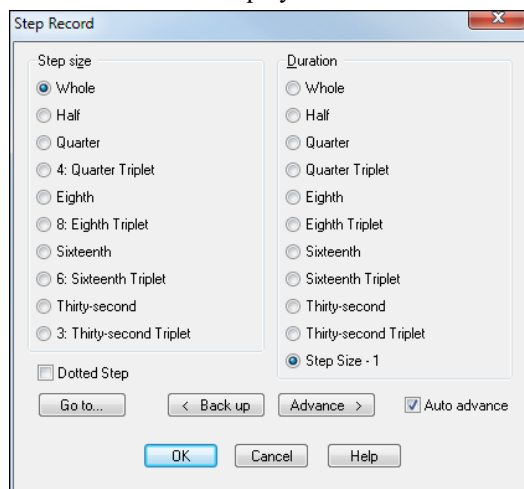 Step Record
Step size
Whole
Half
Quarter
4: Quarter Triplet
Eighth
8: Eighth Triplet
Sixteenth
6: Sixteenth Triplet
Thirty-second
3: Thirty-second Triplet
Dotted Step
Duration
Whole
Half
Quarter
Quarter Triplet
Eighth
Eighth Triplet
Sixteenth
Sixteenth Triplet
Thirty-second
Thirty-second Triplet
Step Size - 1
Go to...
< Back up
Advance >
Auto advance
OK
Cancel
Help